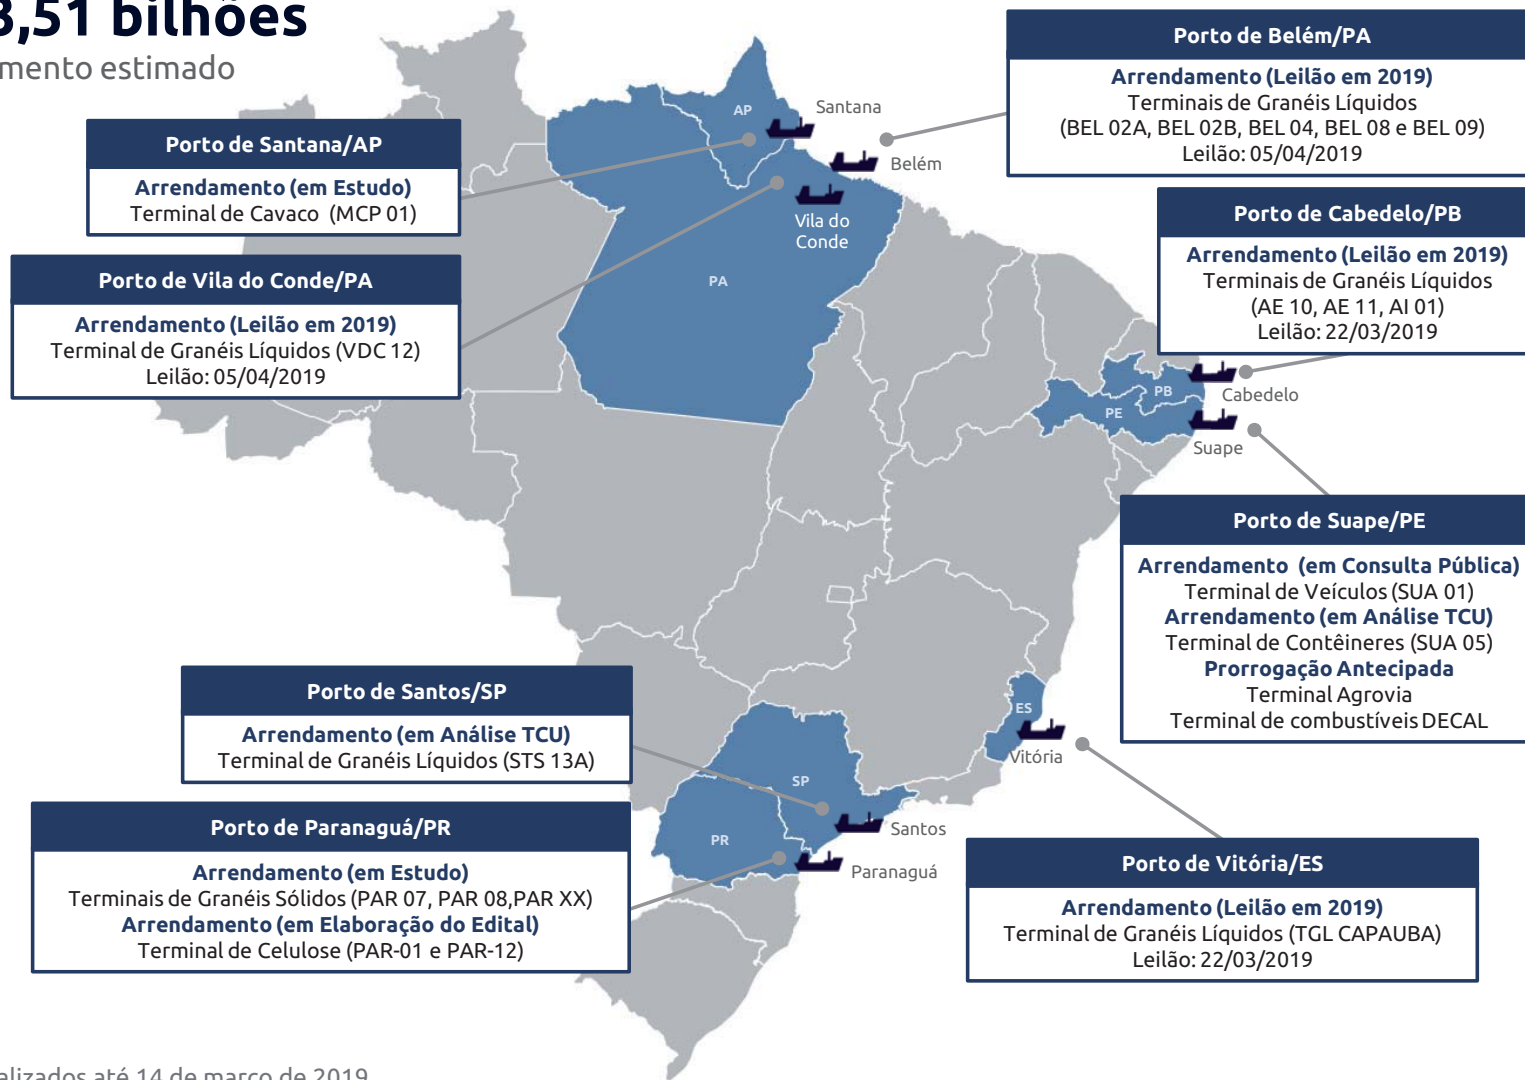 3,51 bilhões
mento estimado
Porto de Belém/PA
Arrendamento (Leilão em 2019)
Terminais de Granéis Líquidos
(BEL 02A, BEL 02B, BEL 04, BEL 08 e BEL 09)
Leilão: 05/04/2019
Porto de Santana/AP
Arrendamento (em Estudo)
Terminal de Cavaco (MCP 01)
AP
Santana
Belém
Vila do
Conde
PA
Porto de Cabedelo/PB
Arrendamento (Leilão em 2019)
Terminais de Granéis Líquidos
(AE 10, AE 11, AI 01)
Leilão: 22/03/2019
Porto de Vila do Conde/PA
Arrendamento (Leilão em 2019)
Terminal de Granéis Líquidos (VDC 12)
Leilão: 05/04/2019
PB
Cabedelo
PE
Suape
Porto de Suape/PE
Arrendamento (em Consulta Pública)
Terminal de Veículos (SUA 01)
Arrendamento (em Análise TCU)
Terminal de Contêineres (SUA 05)
Prorrogação Antecipada
Terminal Agrovia
Terminal de combustíveis DECAL
Porto de Santos/SP
Arrendamento (em Análise TCU)
Terminal de Granéis Líquidos (STS 13A)
ES
Vitória
SP
Santos
Porto de Paranaguá/PR
Arrendamento (em Estudo)
Terminais de Granéis Sólidos (PAR 07, PAR 08,PAR XX)
Arrendamento (em Elaboração do Edital)
Terminal de Celulose (PAR-01 e PAR-12)
PR
Paranaguá
Porto de Vitória/ES
Arrendamento (Leilão em 2019)
Terminal de Granéis Líquidos (TGL CAPAUBA)
Leilão: 22/03/2019
alizados até 14 de março de 2019